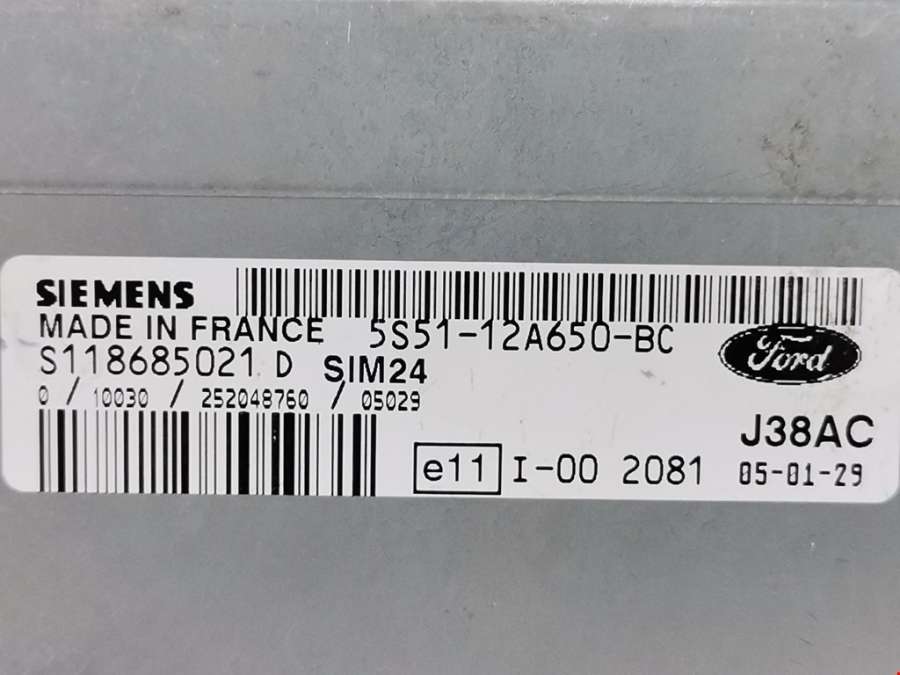 SIEMENS
MADE IN FRANCE 5S51-12A650-BC
S118685021 D SIM24
Ford
0 / 10030 / 252048760 / 05029
J38AC
e11 I-00 2081 05-01-29